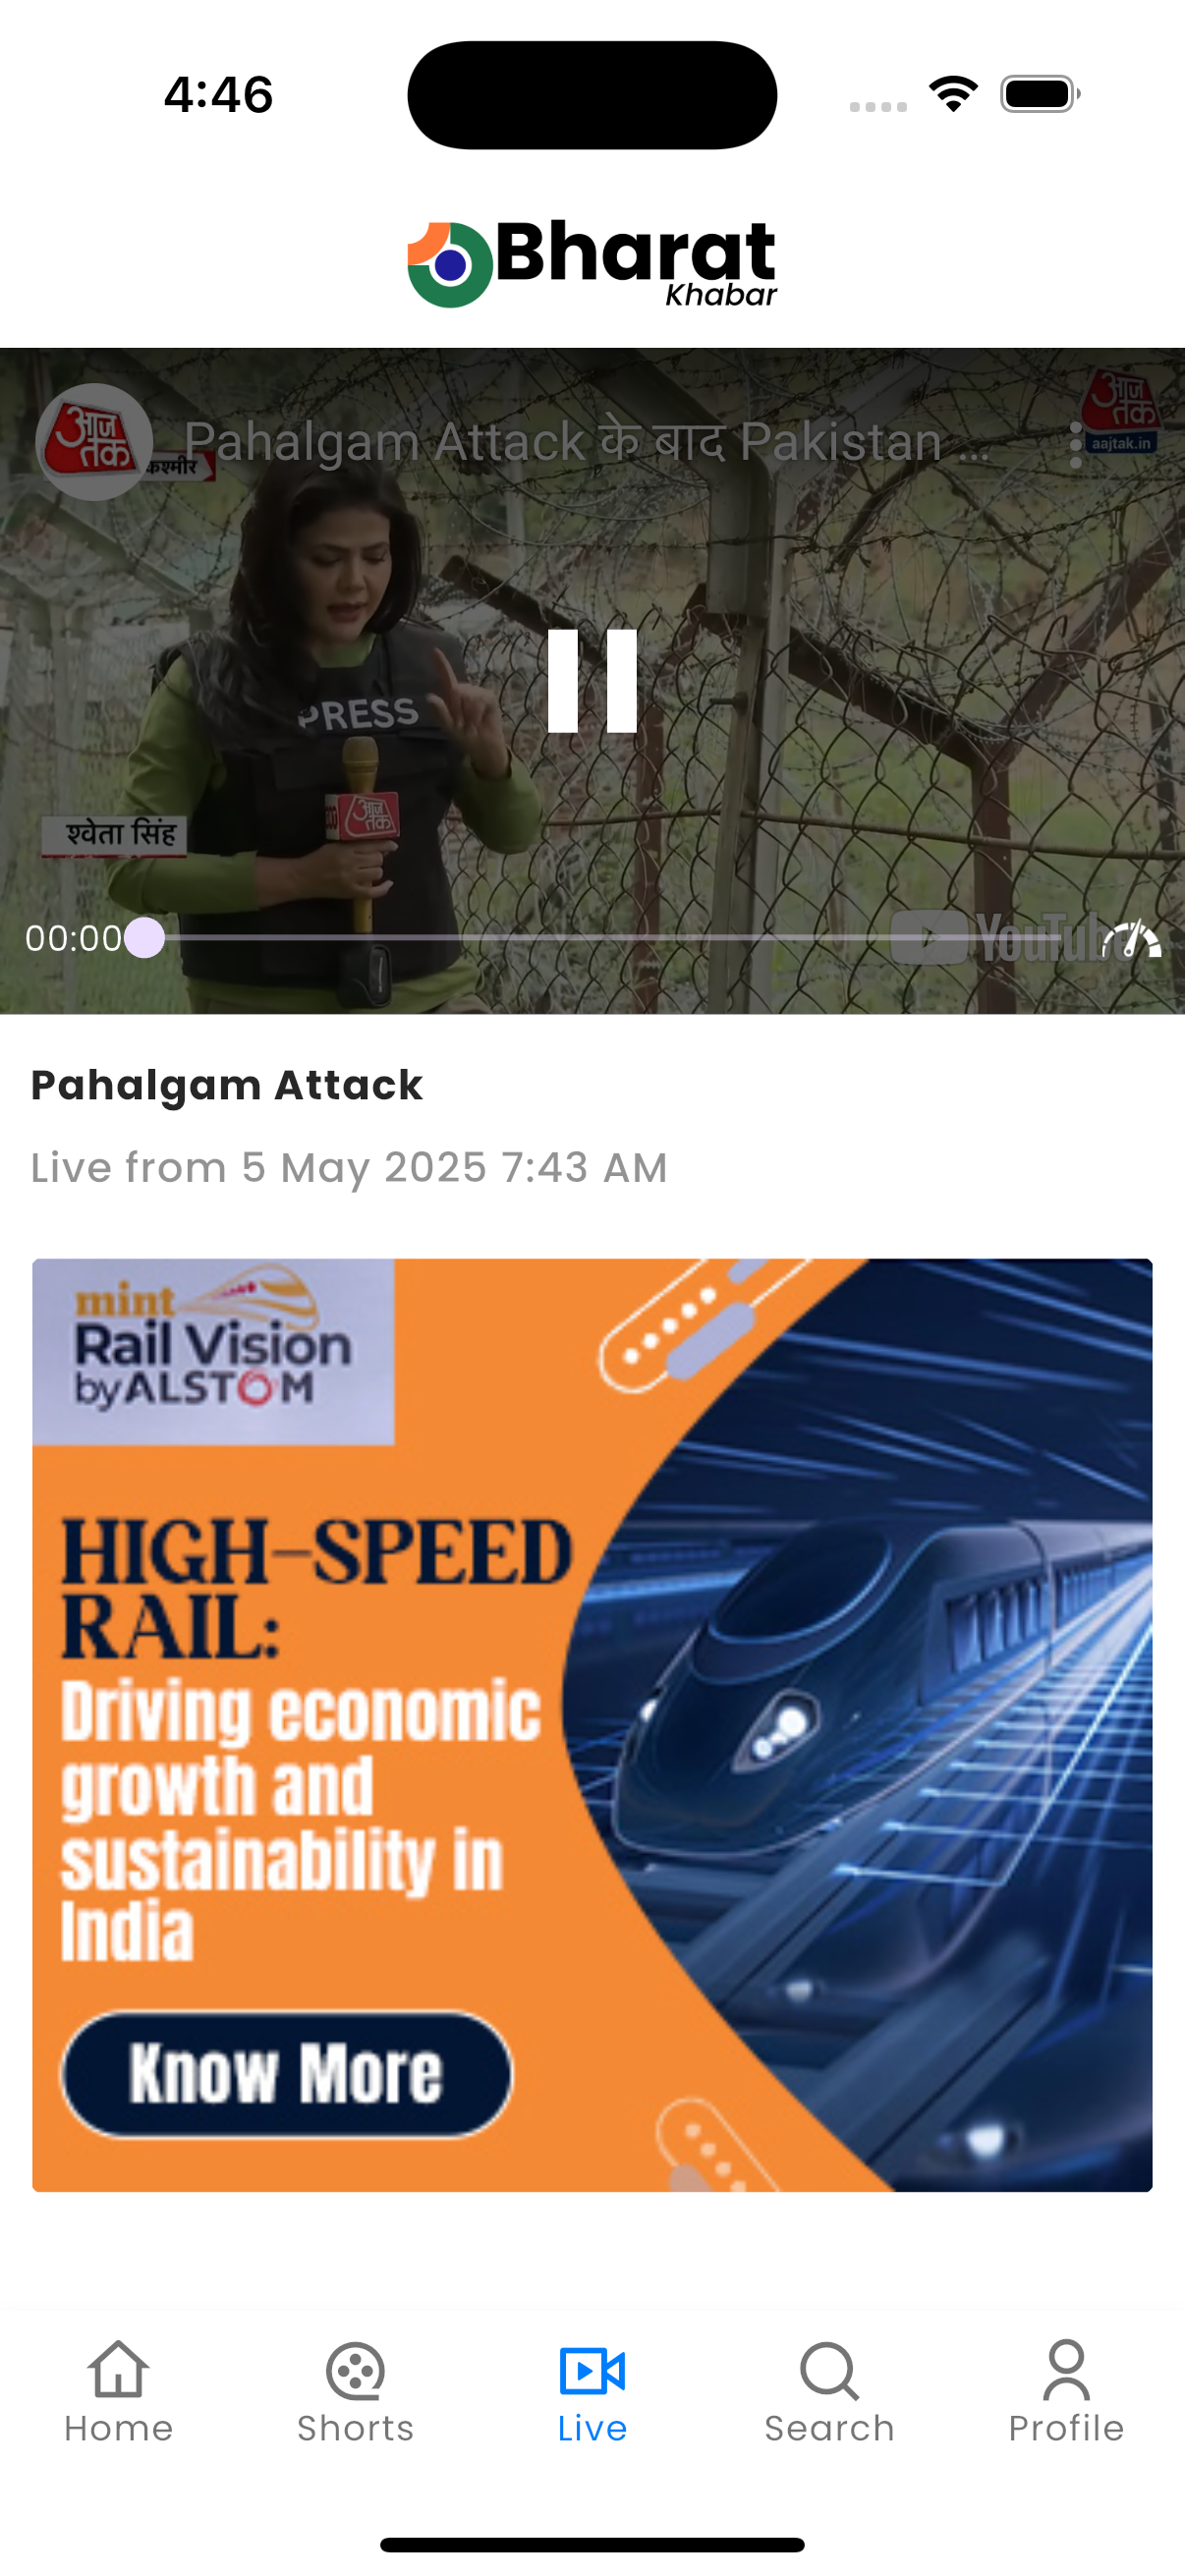 4:46
Bharat
Khabar
आज
तक
Pahalgam Attack के बाद Pakistan ...
कश्मीर
आज
तक
aajtak.in
PRESS
आज
तक
श्वेता सिंह
00:00
YouTube
Pahalgam Attack
Live from 5 May 2025 7:43 AM
mint
Rail Vision
by ALSTOM
HIGH-SPEED
RAIL:
Driving economic
growth and
sustainability in
India
Know More
Home
Shorts
Live
Search
Profile